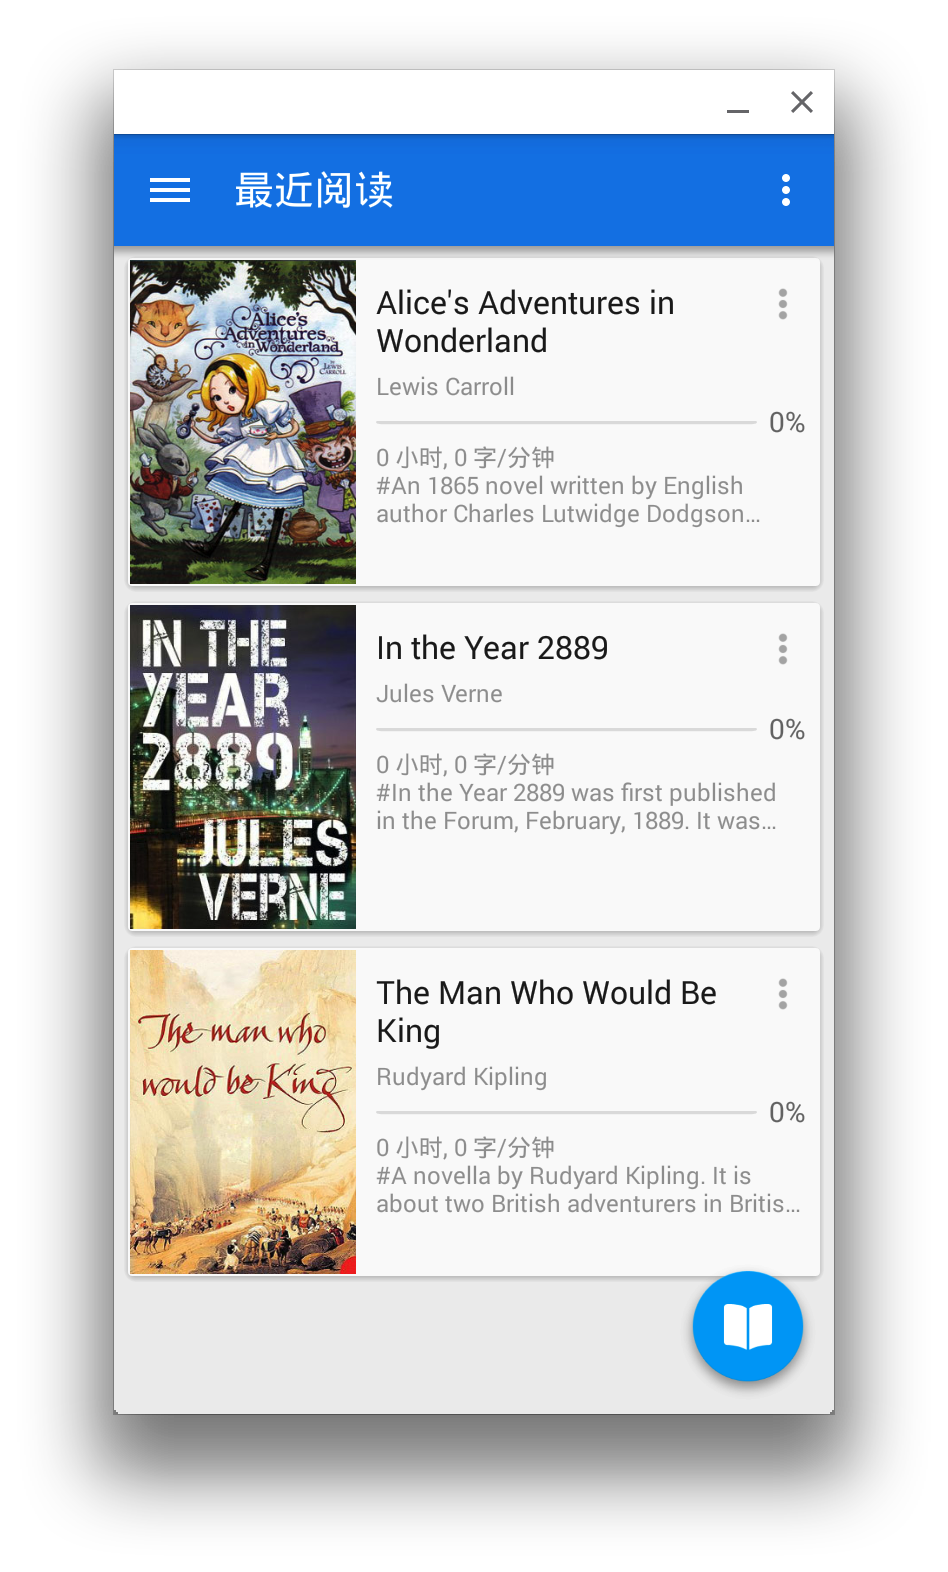 最近阅读
Alice's
Adventures
in Wonderland
by
LEWIS
CARROLL
Alice's Adventures in
Wonderland
Lewis Carroll
0%
0 小时, 0 字/分钟
#An 1865 novel written by English
author Charles Lutwidge Dodgson...
IN THE
YEAR
2889
JULES
VERNE
In the Year 2889
Jules Verne
0%
0 小时, 0 字/分钟
#In the Year 2889 was first published
in the Forum, February, 1889. It was...
The man who
would be King
The Man Who Would Be
King
Rudyard Kipling
0%
0 小时, 0 字/分钟
#A novella by Rudyard Kipling. It is
about two British adventurers in Britis...